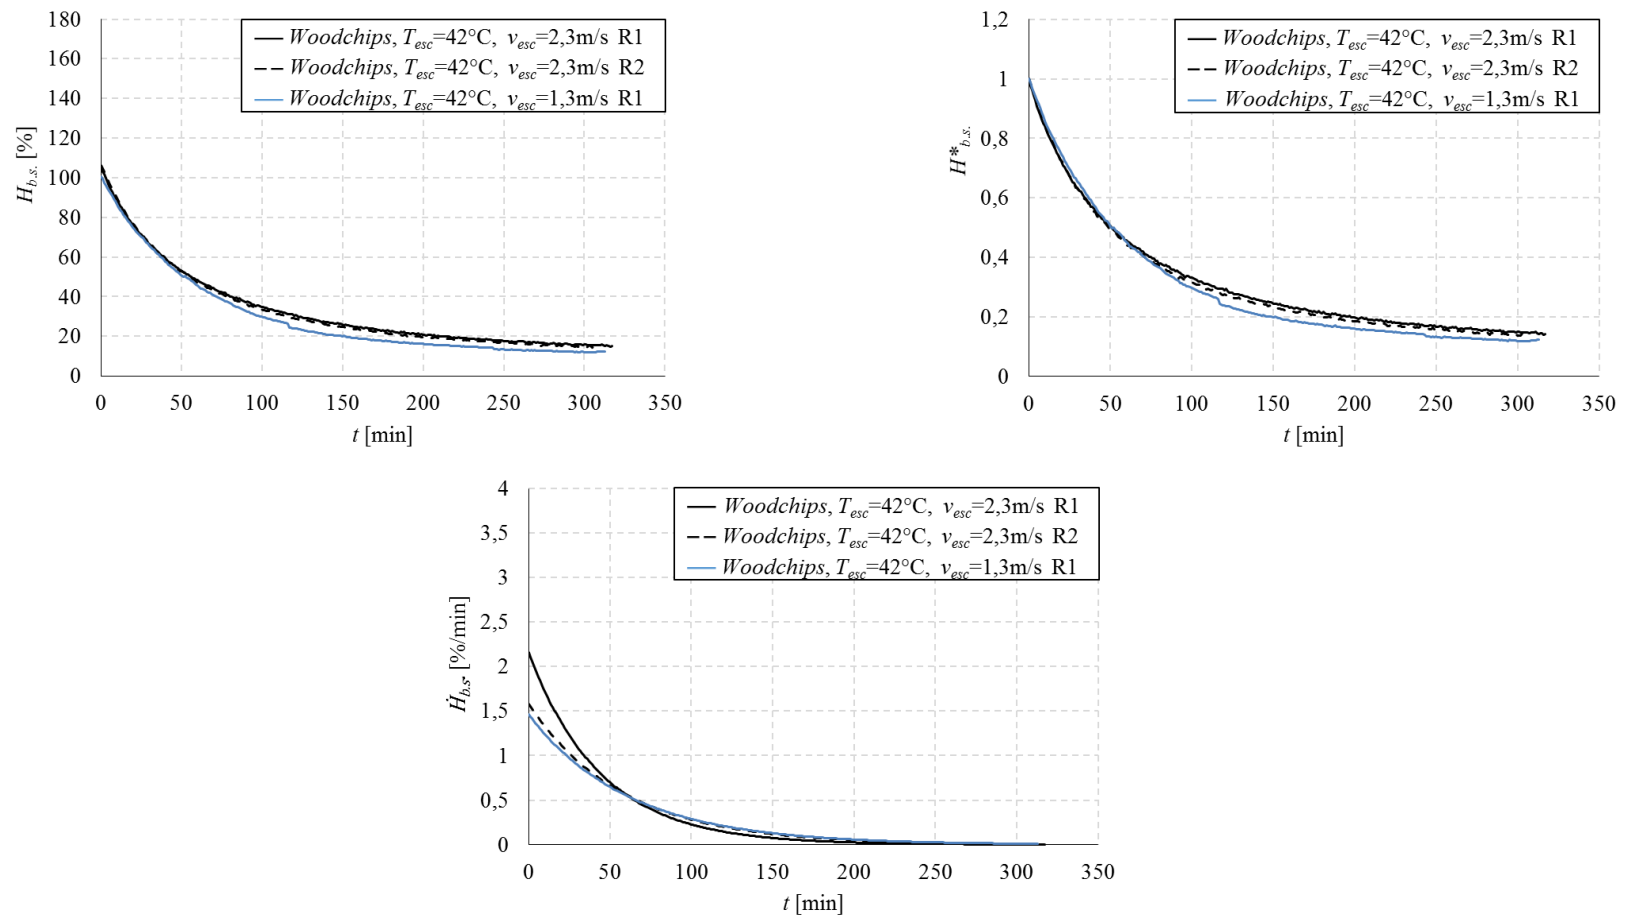 180
160
140
120
100
80
60
40
20
0
H_b.s. [%]
Woodchips, T_esc=42°C, v_esc=2,3m/s R1
Woodchips, T_esc=42°C, v_esc=2,3m/s R2
Woodchips, T_esc=42°C, v_esc=1,3m/s R1
0 50 100 150 200 250 300 350
t [min]
1,2
1
0,8
0,6
0,4
0,2
0
H*_b.s.
Woodchips, T_esc=42°C, v_esc=2,3m/s R1
Woodchips, T_esc=42°C, v_esc=2,3m/s R2
Woodchips, T_esc=42°C, v_esc=1,3m/s R1
0 50 100 150 200 250 300 350
t [min]
4
3,5
3
2,5
2
1,5
1
0,5
0
Ḣ_b.s. [%/min]
Woodchips, T_esc=42°C, v_esc=2,3m/s R1
Woodchips, T_esc=42°C, v_esc=2,3m/s R2
Woodchips, T_esc=42°C, v_esc=1,3m/s R1
0 50 100 150 200 250 300 350
t [min]